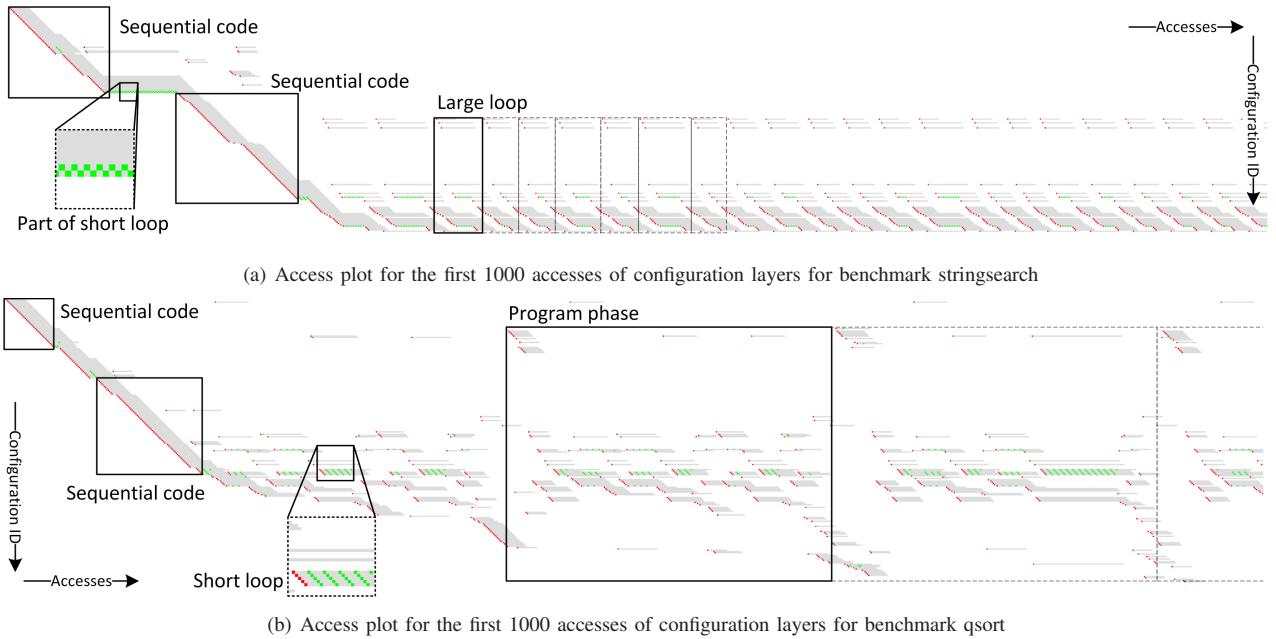 Sequential code
Accesses
Sequential code
Configuration ID
Large loop
Part of short loop
(a) Access plot for the first 1000 accesses of configuration layers for benchmark stringsearch
Sequential code
Program phase
Configuration ID
Sequential code
Short loop
Accesses
(b) Access plot for the first 1000 accesses of configuration layers for benchmark qsort